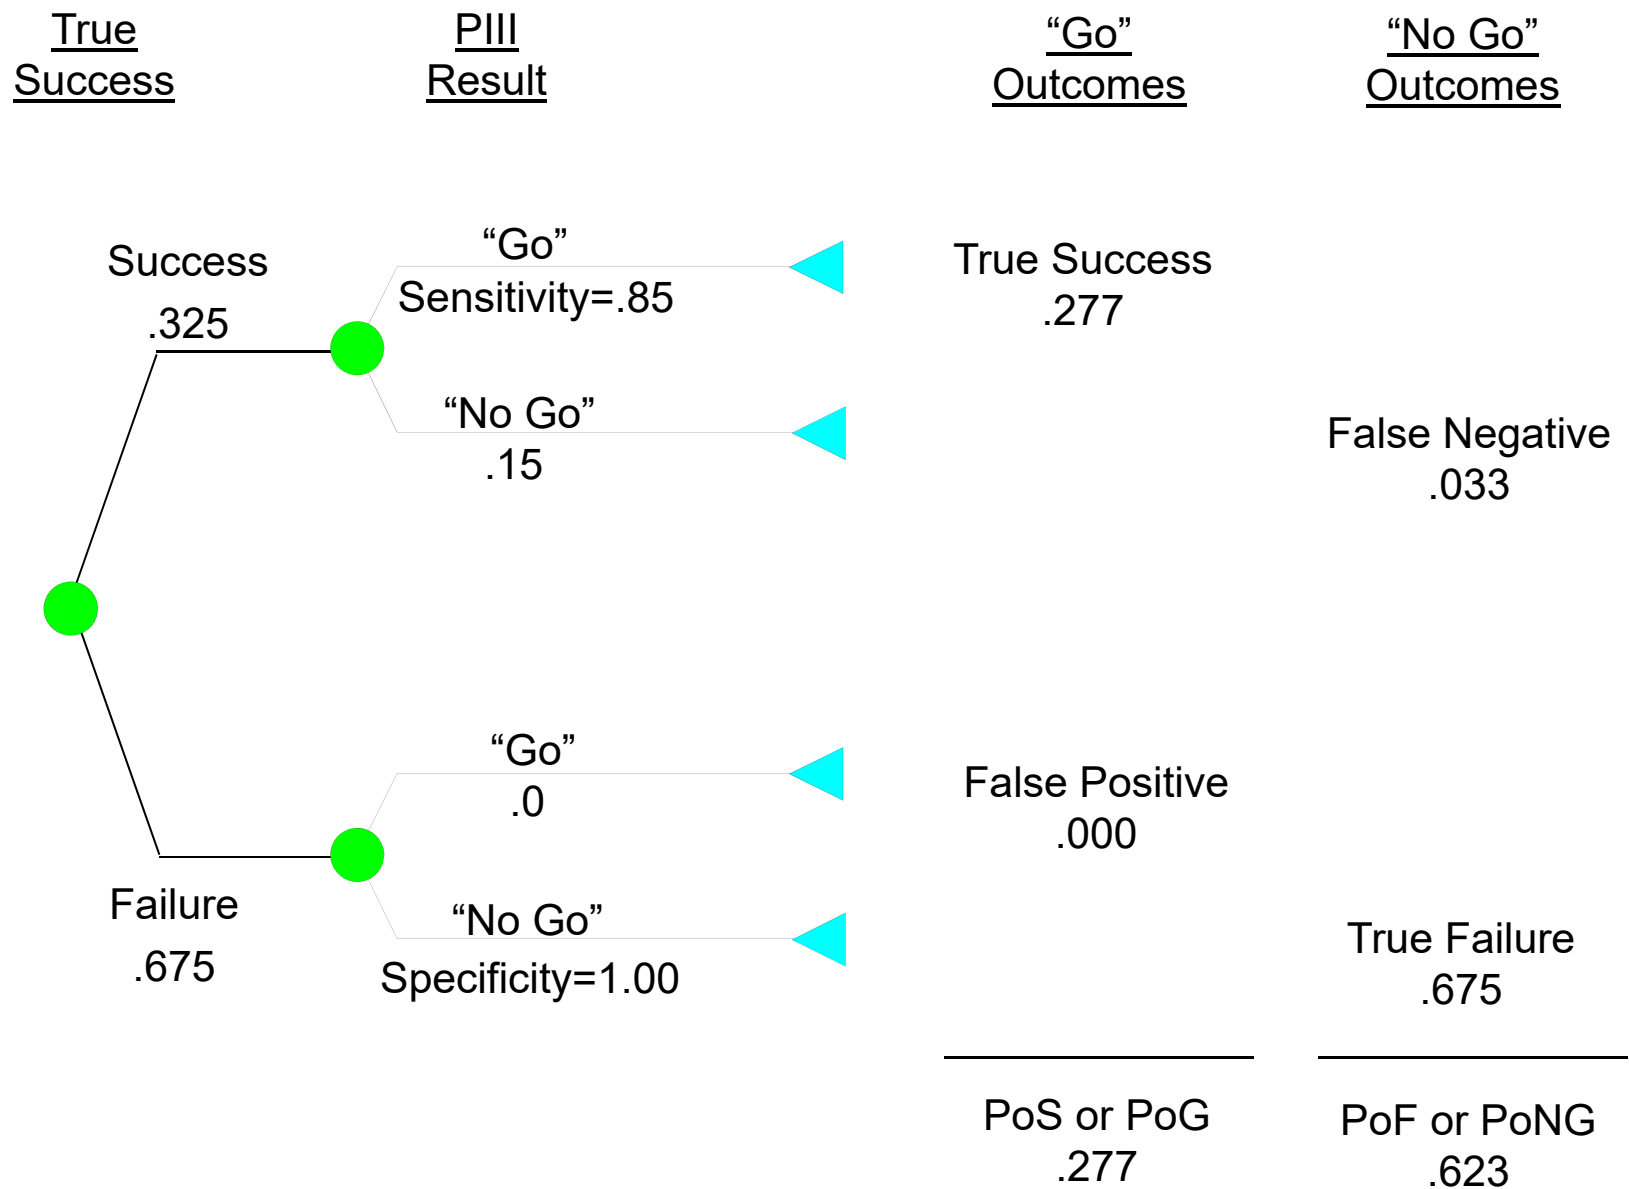 True
Success
PIII
Result
“Go”
Outcomes
“No Go”
Outcomes
Success
.325
“Go”
Sensitivity=.85
True Success
.277
“No Go”
.15
False Negative
.033
“Go”
.0
False Positive
.000
Failure
.675
“No Go”
Specificity=1.00
True Failure
.675
PoS or PoG
.277
PoF or PoNG
.623